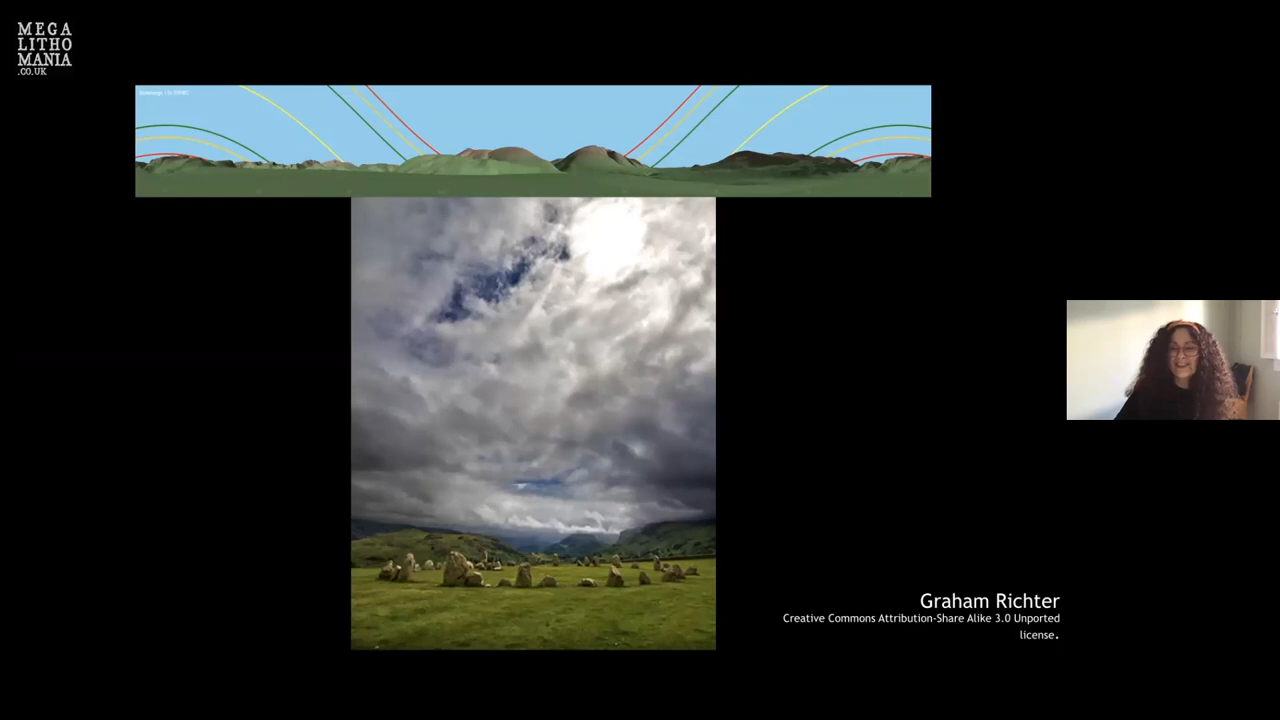 MEGA
LITHO
MANIA
.CO.UK
Graham Richter
Creative Commons Attribution-Share Alike 3.0 Unported
license.